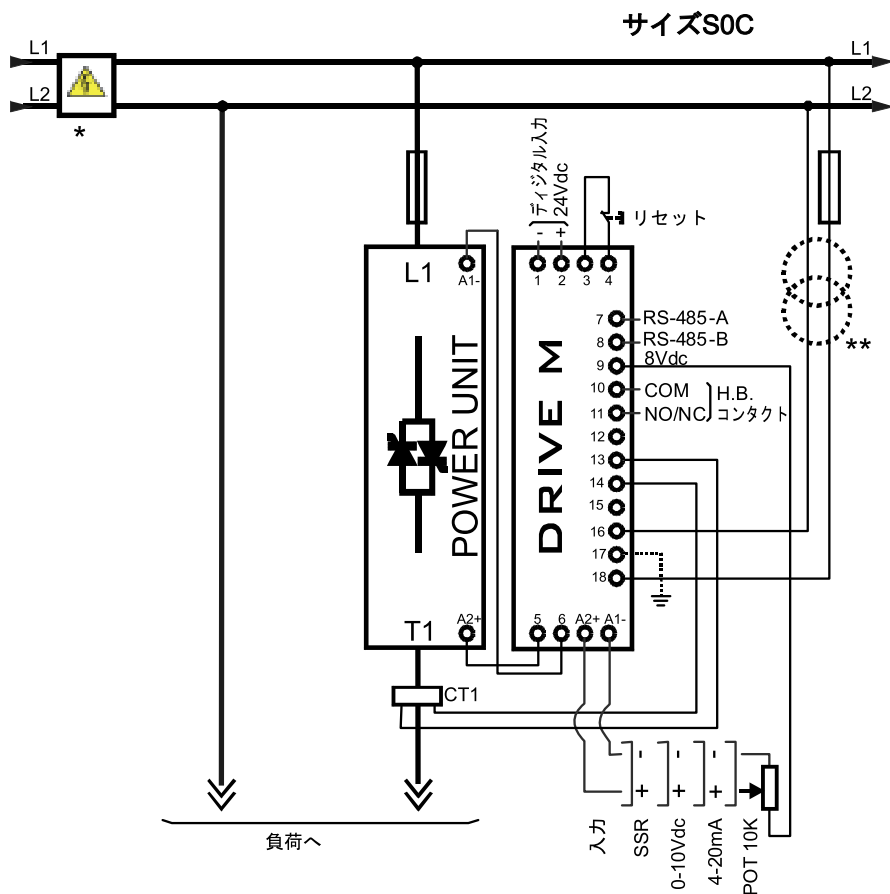 サイズS0C
L1
L1
L2
L2
*
ディジタル入力
24Vdc
- +
リセット
L1
A1-
1 2 3 4
POWER UNIT
DRIVE M
7 RS-485-A
8 RS-485-B
9 8Vdc
10 COM
11 NO/NC
H.B.
コンタクト
12
13
14
15
16
17
18
**
T1
A2+
5 6 A2+ A1-
CT1
- - -
+ + +
入力
SSR
0-10Vdc
4-20mA
POT 10K
負荷へ